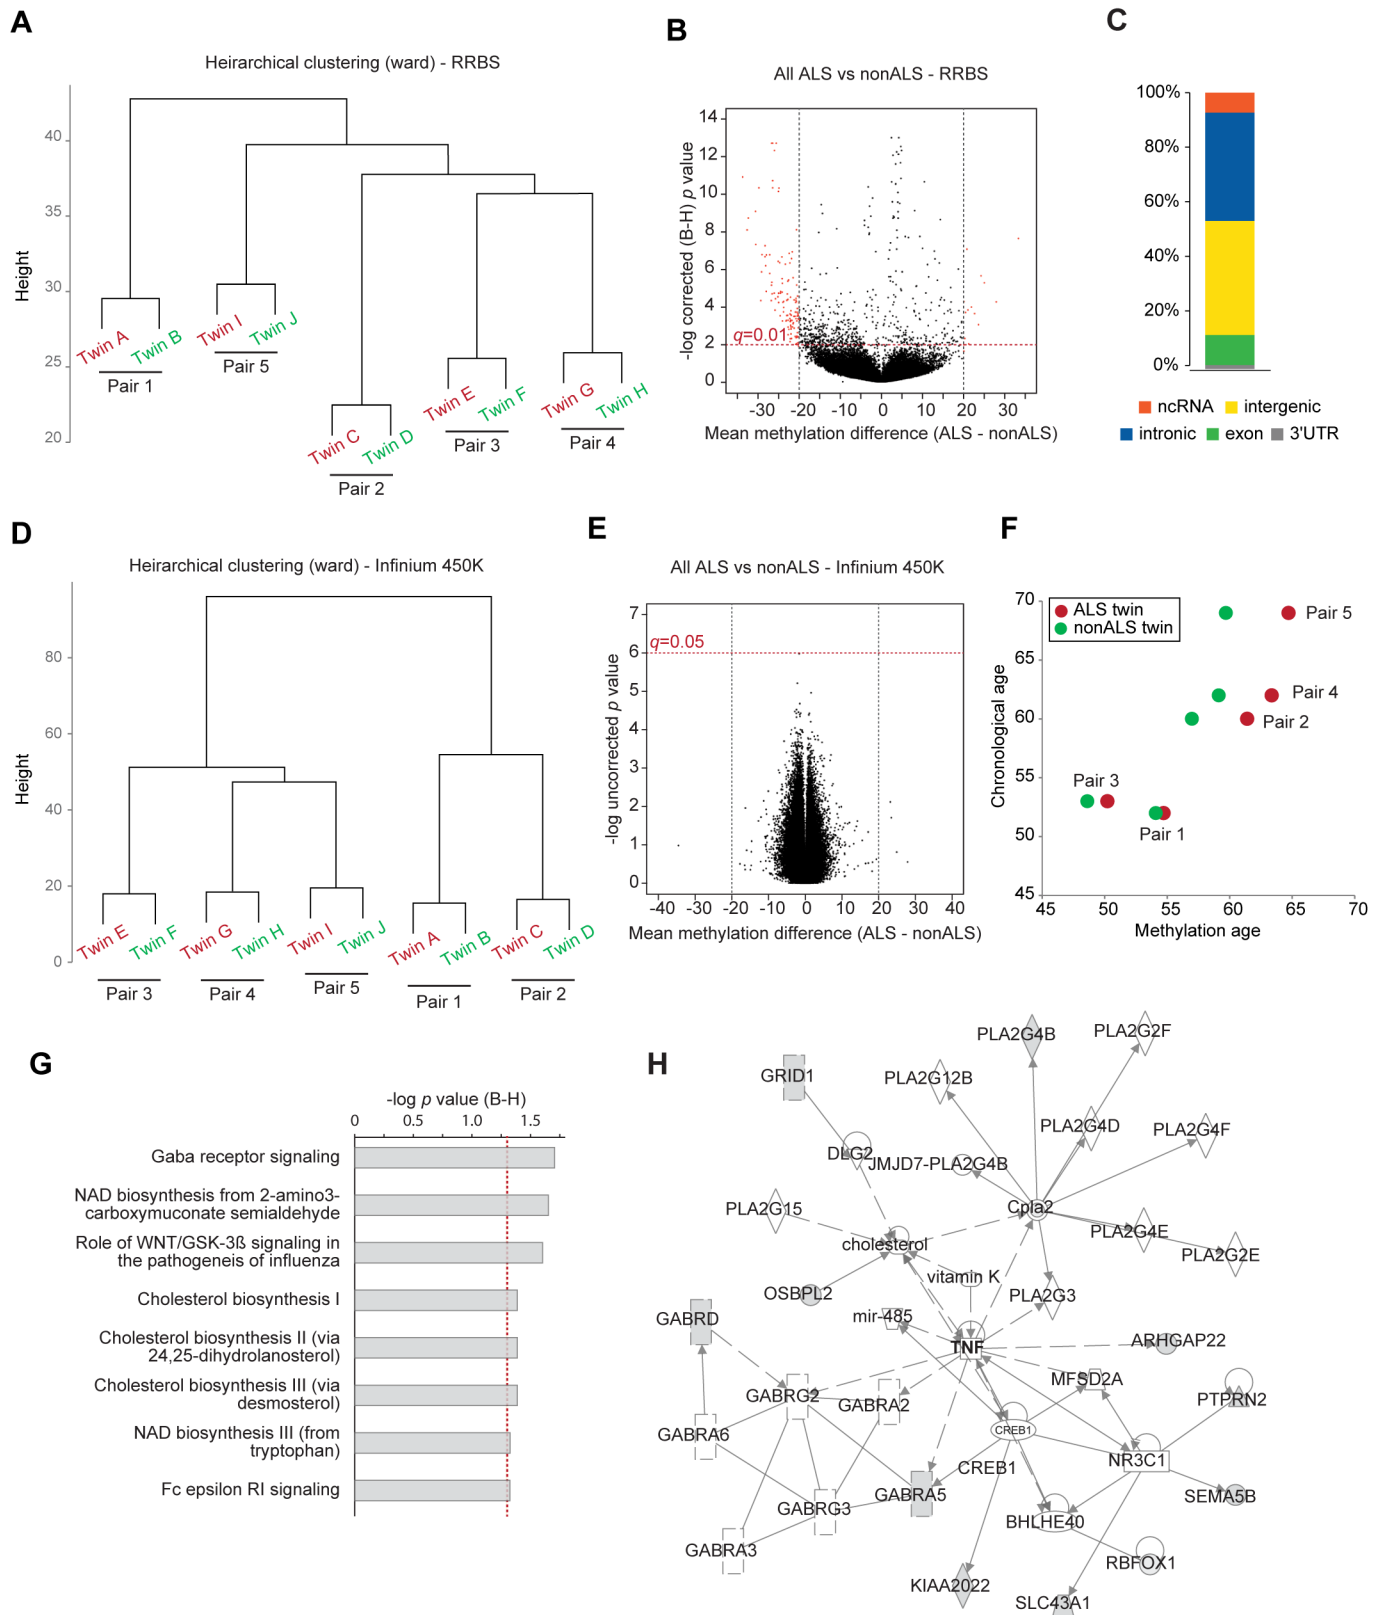 A
Heirarchical clustering (ward) - RRBS
Height
40
35
30
25
20
Twin A
Twin B
Pair 1
Twin I
Twin J
Pair 5
Twin C
Twin D
Pair 2
Twin E
Twin F
Pair 3
Twin G
Twin H
Pair 4
B
All ALS vs nonALS - RRBS
-log corrected (B-H) p value
14
12
10
8
6
4
2
0
q=0.01
-30
-20
-10
0
10
20
30
Mean methylation difference (ALS - nonALS)
C
100%
80%
60%
40%
20%
0%
ncRNA
intergenic
intronic
exon
3'UTR
D
Heirarchical clustering (ward) - Infinium 450K
Height
80
60
40
20
0
Twin E
Twin F
Pair 3
Twin G
Twin H
Pair 4
Twin I
Twin J
Pair 5
Twin A
Twin B
Pair 1
Twin C
Twin D
Pair 2
E
All ALS vs nonALS - Infinium 450K
-log uncorrected p value
7
6
5
4
3
2
1
0
q=0.05
-40
-30
-20
-10
0
10
20
30
40
Mean methylation difference (ALS - nonALS)
F
Chronological age
70
65
60
55
50
45
ALS twin
nonALS twin
Pair 5
Pair 4
Pair 2
Pair 3
Pair 1
45
50
55
60
65
70
Methylation age
G
-log p value (B-H)
0
0.5
1.0
1.5
Gaba receptor signaling
NAD biosynthesis from 2-amino3-
carboxymuconate semialdehyde
Role of WNT/GSK-3ß signaling in
the pathogeneis of influenza
Cholesterol biosynthesis I
Cholesterol biosynthesis II (via
24,25-dihydrolanosterol)
Cholesterol biosynthesis III (via
desmosterol)
NAD biosynthesis III (from
tryptophan)
Fc epsilon RI signaling
H
PLA2G4B
PLA2G2F
GRID1
PLA2G12B
PLA2G4D
PLA2G4F
DLG2
JMJD7-PLA2G4B
PLA2G15
Cpla2
PLA2G4E
cholesterol
PLA2G2E
vitamin K
OSBPL2
PLA2G3
mir-485
GABRD
TNF
ARHGAP22
MFSD2A
GABRG2
GABRA2
PTPRN2
GABRA6
CREB1
NR3C1
CREB1
GABRA5
SEMA5B
GABRG3
BHLHE40
GABRA3
RBFOX1
KIAA2022
SLC43A1